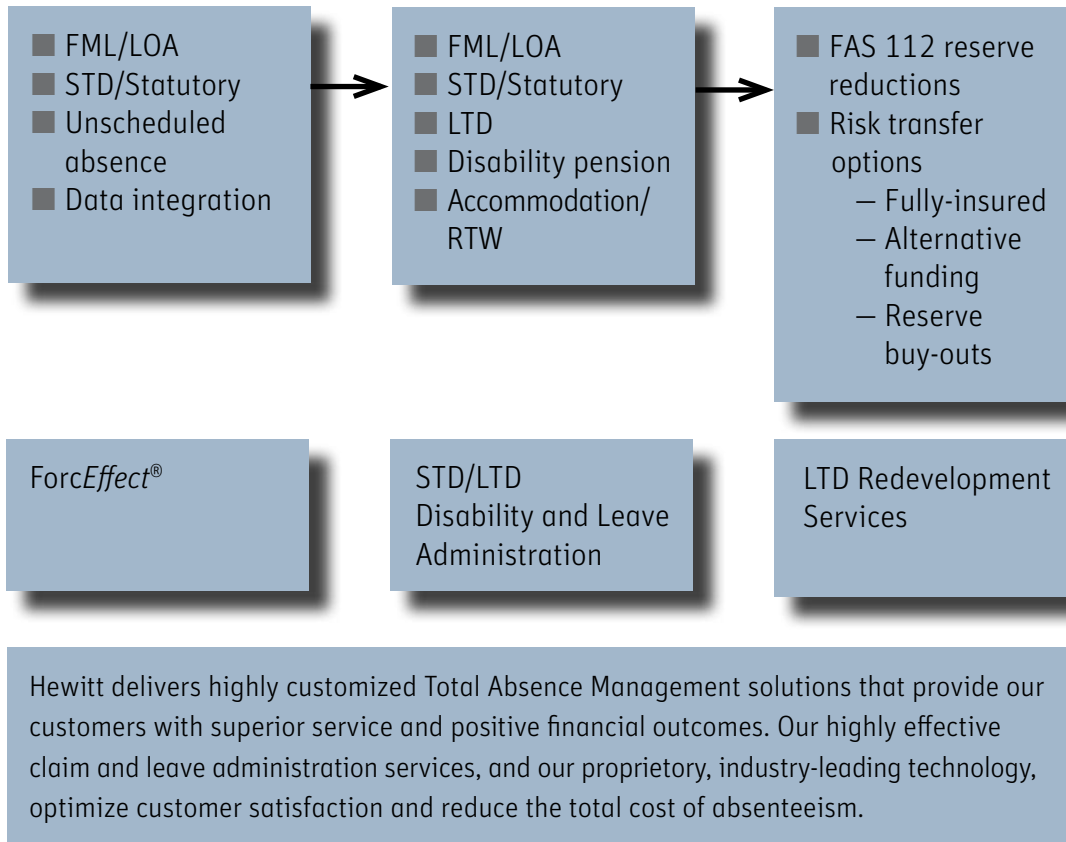 ■ FML/LOA
■ STD/Statutory
■ Unscheduled
absence
■ Data integration
■ FML/LOA
■ STD/Statutory
■ LTD
■ Disability pension
■ Accommodation/
RTW
■ FAS 112 reserve
reductions
■ Risk transfer
options
— Fully-insured
— Alternative
funding
— Reserve
buy-outs
ForcEffect®
STD/LTD
Disability and Leave
Administration
LTD Redevelopment
Services
Hewitt delivers highly customized Total Absence Management solutions that provide our
customers with superior service and positive financial outcomes. Our highly effective
claim and leave administration services, and our proprietary, industry-leading technology,
optimize customer satisfaction and reduce the total cost of absenteeism.